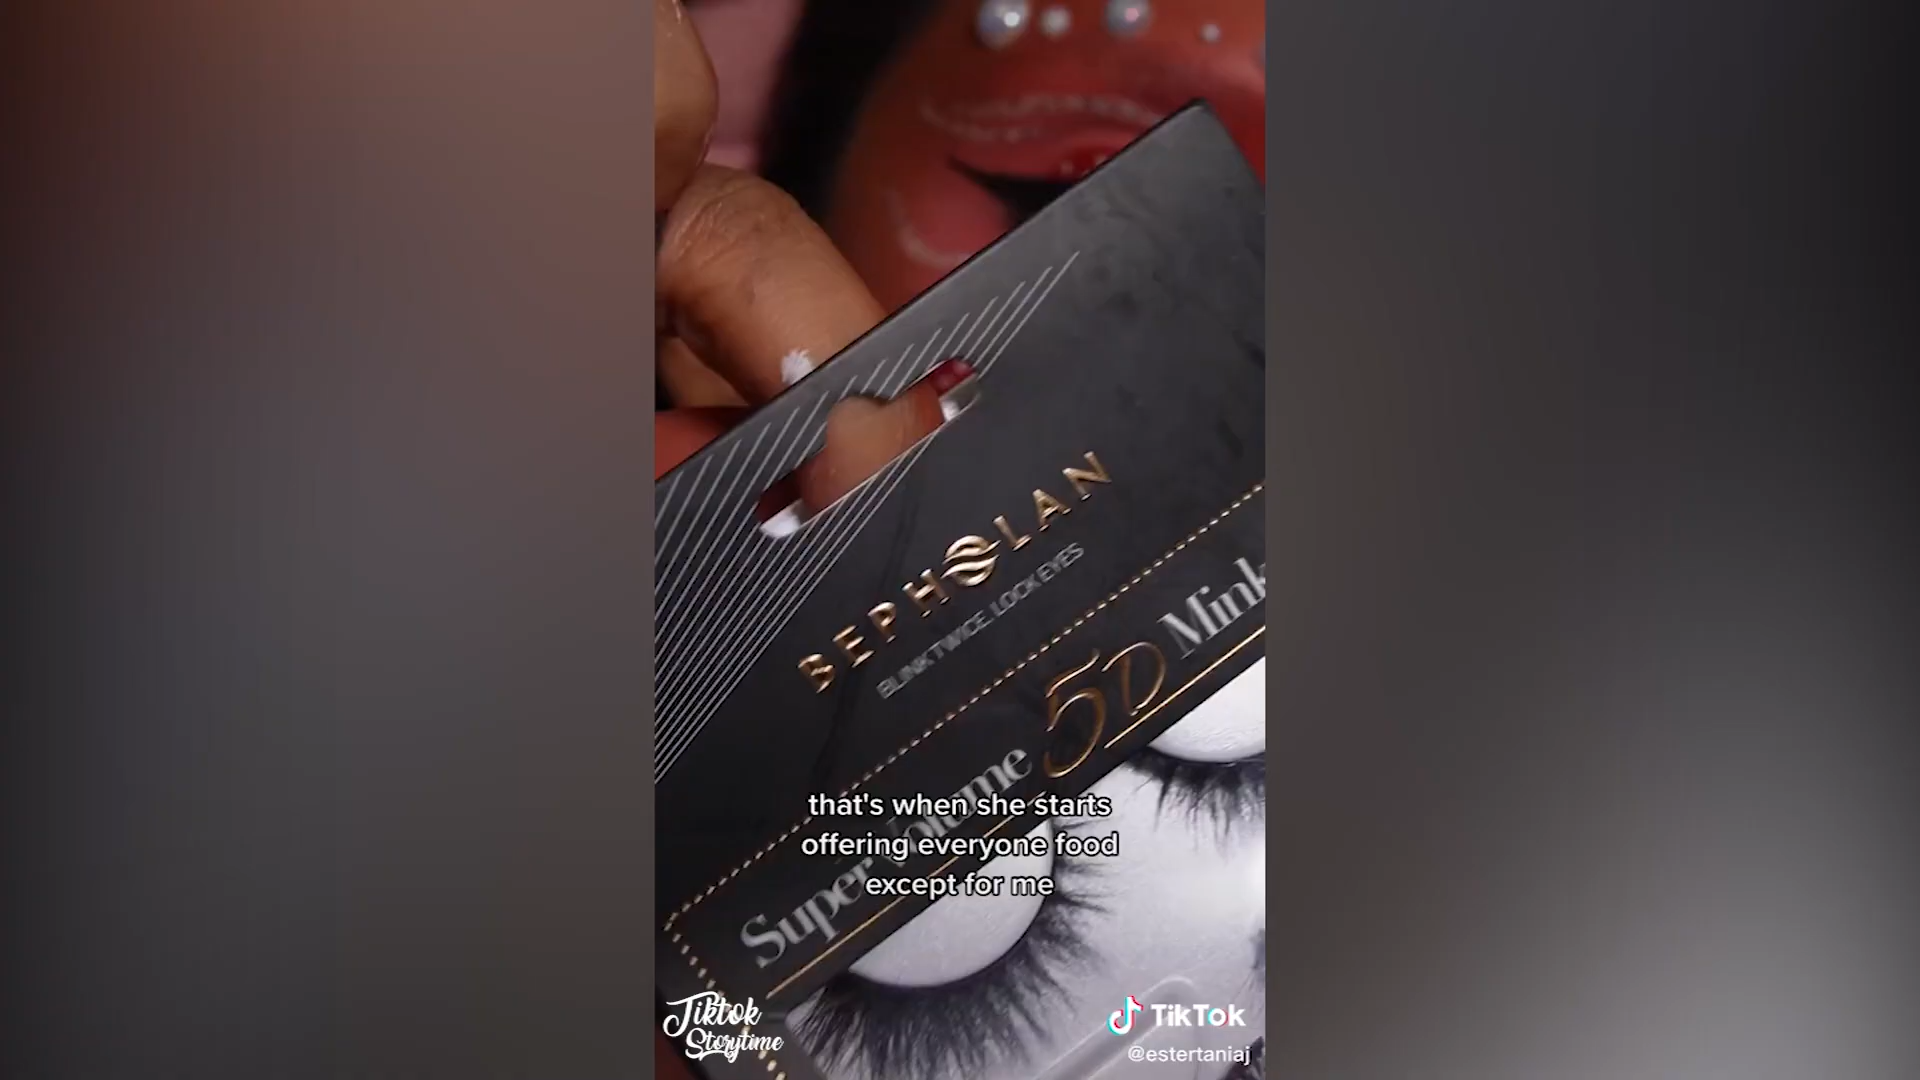 BEPHOLAN
BLINK TWICE, LOCK EYES
Super Volume 5D Mink
that's when she starts
offering everyone food
except for me
Tiktok
Storytime
TikTok
@estertaniaj